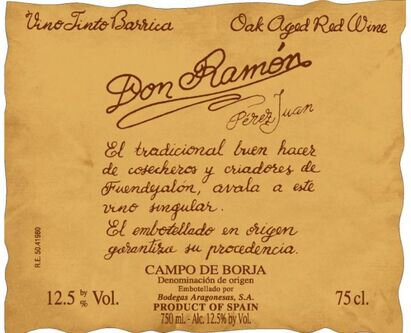 Vino Tinto Barrica
Oak Aged Red Wine
Don Ramón
Pérez Juan
El tradicional buen hacer
de cosecheros y criadores de
Fuendejalón, avala a este
vino singular.
El embotellado en origen
garantiza su procedencia.
CAMPO DE BORJA
Denominación de origen
Embotellado por
Bodegas Aragonesas, S.A.
PRODUCT OF SPAIN
750 ml. - Alc. 12.5% by Vol.
12.5 by % Vol.
75 cl.
R.E. 50.41960